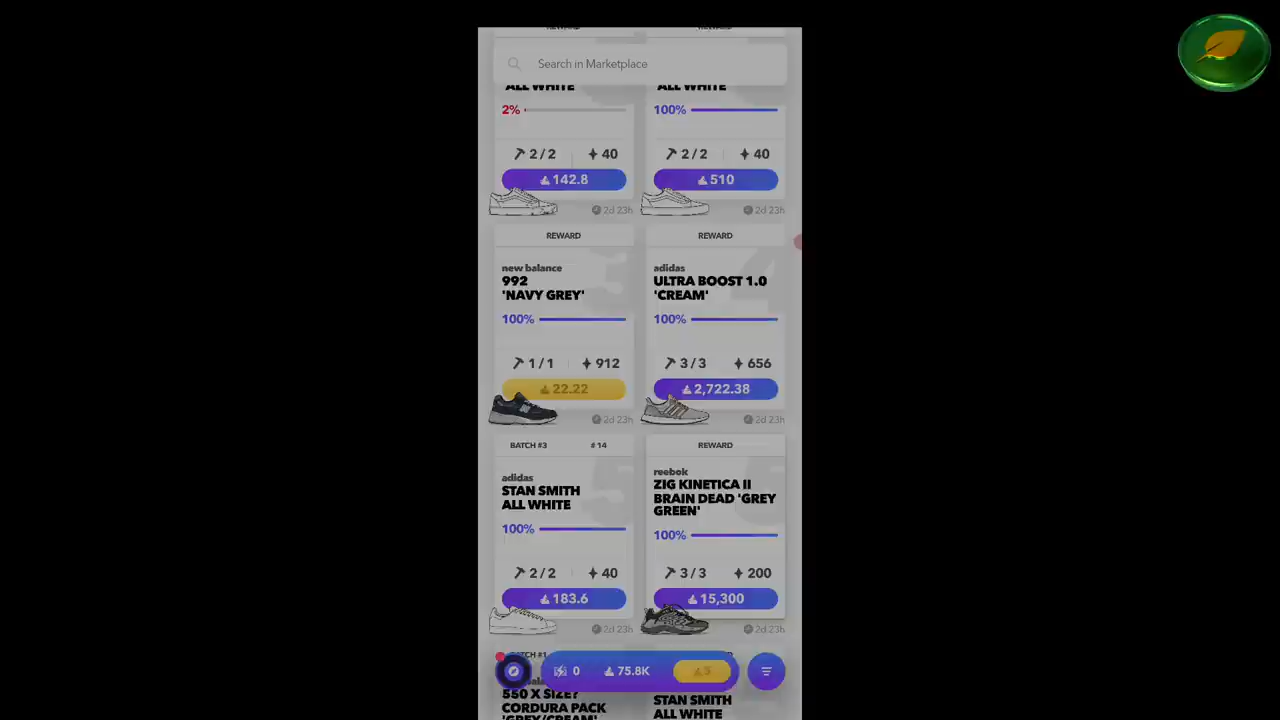 REWARD REWARD
Search in Marketplace
ALL WHITE ALL WHITE
2% 100%
2 / 2 40 2 / 2 40
142.8 510
2d 23h 2d 23h
REWARD REWARD
new balance adidas
992 ULTRA BOOST 1.0
'NAVY GREY' 'CREAM'
100% 100%
1 / 1 912 3 / 3 656
22.22 2,722.38
2d 23h 2d 23h
BATCH #3 # 14 REWARD
adidas reebok
STAN SMITH ZIG KINETICA II
ALL WHITE BRAIN DEAD 'GREY
GREEN'
100% 100%
2 / 2 40 3 / 3 200
183.6 15,300
2d 23h 2d 23h
0 75.8K 5
550 X SIZE? STAN SMITH
CORDURA PACK ALL WHITE
'GREY/CREAM'